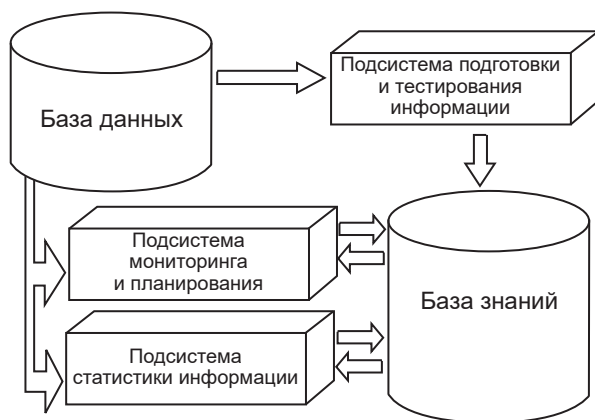 База данных
Подсистема подготовки
и тестирования
информации
Подсистема
мониторинга
и планирования
База знаний
Подсистема
статистики информации